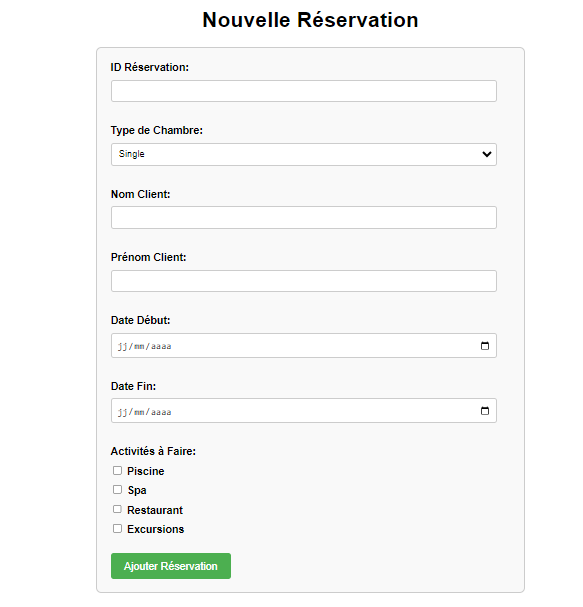 Nouvelle Réservation
ID Réservation:
Type de Chambre:
Single
Nom Client:
Prénom Client:
Date Début:
jj/mm/aaaa
Date Fin:
jj/mm/aaaa
Activités à Faire:
Piscine
Spa
Restaurant
Excursions
Ajouter Réservation